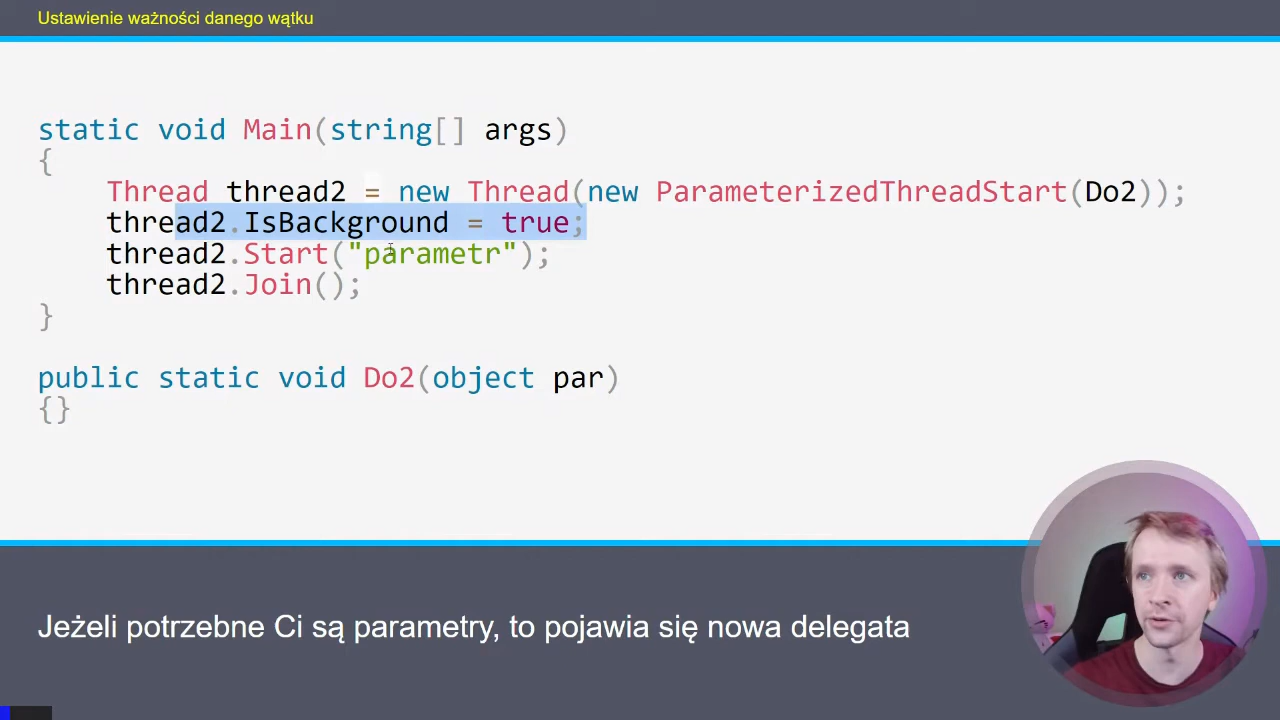 Ustawienie ważności danego wątku
static void Main(string[] args)
{
Thread thread2 = new Thread(new ParameterizedThreadStart(Do2));
thread2.IsBackground = true;
thread2.Start("parametr");
thread2.Join();
}
public static void Do2(object par)
{}
Jeżeli potrzebne Ci są parametry, to pojawia się nowa delegata